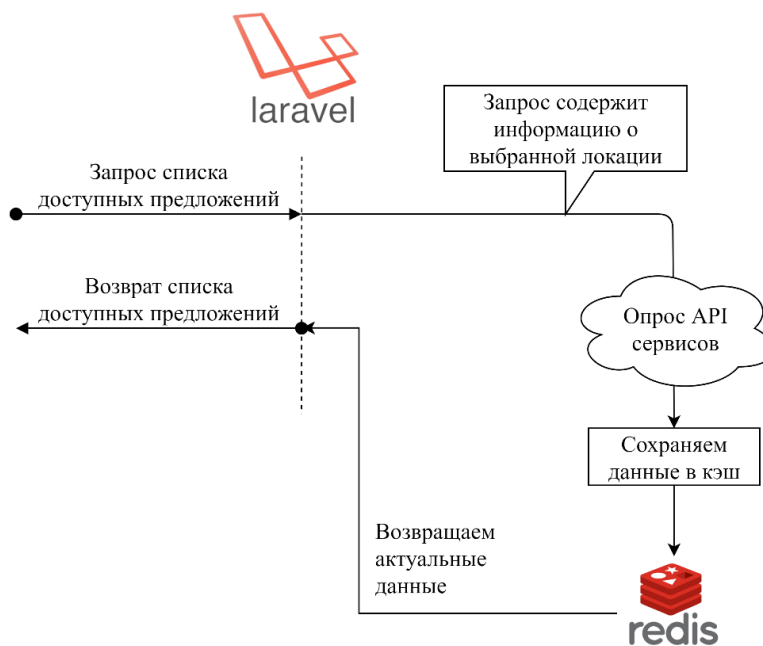 laravel
Запрос содержит
информацию о
выбранной локации
Запрос списка
доступных предложений
Возврат списка
доступных предложений
Опрос API
сервисов
Сохраняем
данные в кэш
Возвращаем
актуальные
данные
redis